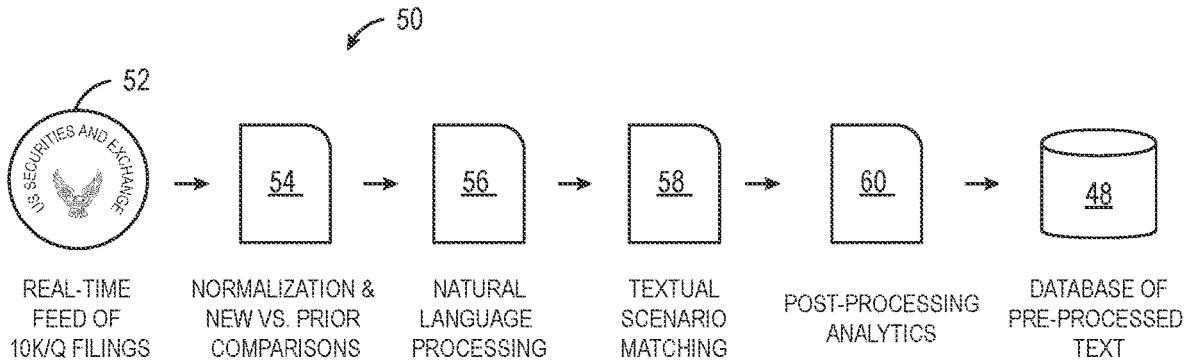 50
52
US SECURITIES AND EXCHANGE
54
56
58
60
48
REAL-TIME
FEED OF
10K/Q FILINGS
NORMALIZATION &
NEW VS. PRIOR
COMPARISONS
NATURAL
LANGUAGE
PROCESSING
TEXTUAL
SCENARIO
MATCHING
POST-PROCESSING
ANALYTICS
DATABASE OF
PRE-PROCESSED
TEXT